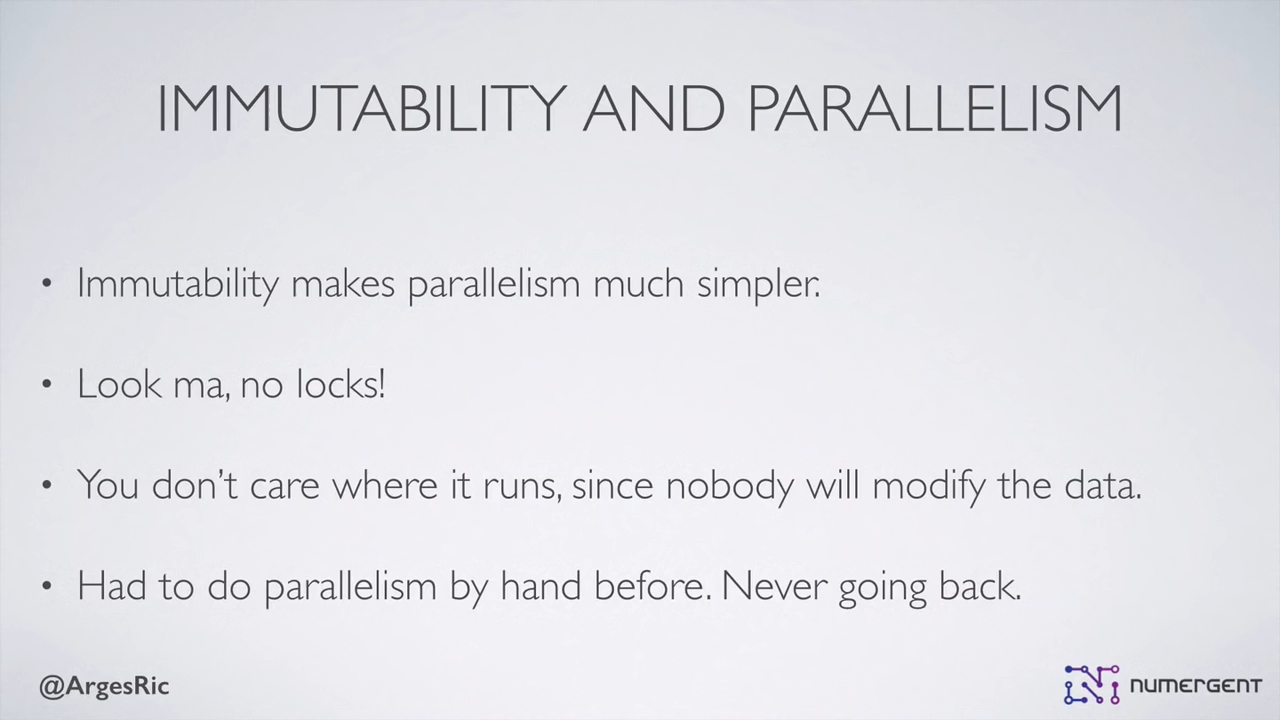 IMMUTABILITY AND PARALLELISM
• Immutability makes parallelism much simpler.
• Look ma, no locks!
• You don’t care where it runs, since nobody will modify the data.
• Had to do parallelism by hand before. Never going back.
@ArgesRic
NUMERGENT